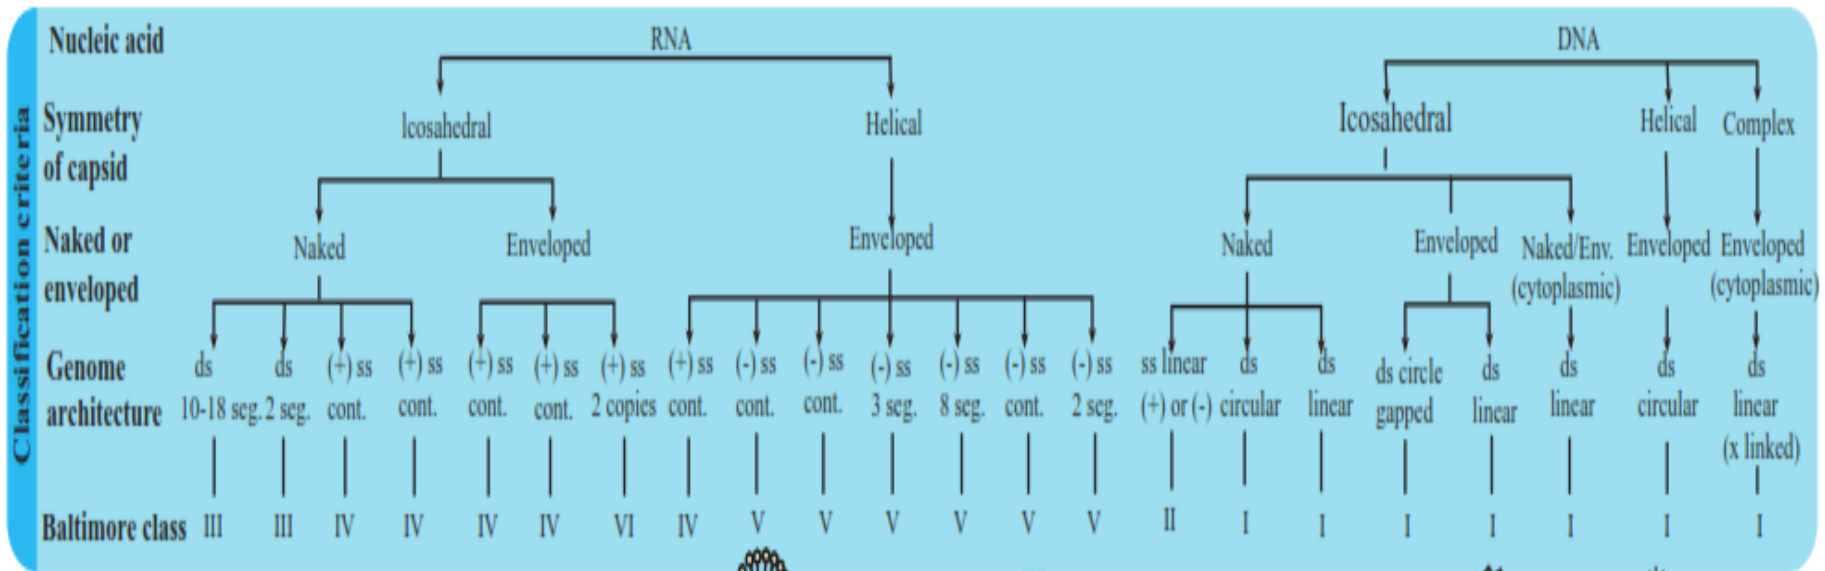 Classification criteria
Nucleic acid RNA DNA
Symmetry of capsid
Icosahedral Helical Icosahedral Helical Complex
Naked or enveloped
Naked Enveloped Enveloped Naked Enveloped Naked/Env. (cytoplasmic) Enveloped Enveloped (cytoplasmic)
Genome architecture
ds ds (+) ss (+) ss (+) ss (+) ss (+) ss (+) ss (-) ss (-) ss (-) ss (-) ss (-) ss (-) ss ss linear ds ds ds circle ds ds ds ds
10-18 seg. 2 seg. cont. cont. cont. cont. 2 copies cont. cont. cont. 3 seg. 8 seg. cont. 2 seg. (+) or (-) circular linear gapped linear linear circular linear
(x linked)
Baltimore class III III IV IV IV IV VI IV V V V V V V II I I I I I I I